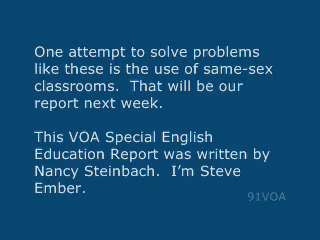 One attempt to solve problems
like these is the use of same-sex
classrooms.  That will be our
report next week.
This VOA Special English
Education Report was written by
Nancy Steinbach.  I’m Steve
Ember.
91VOA